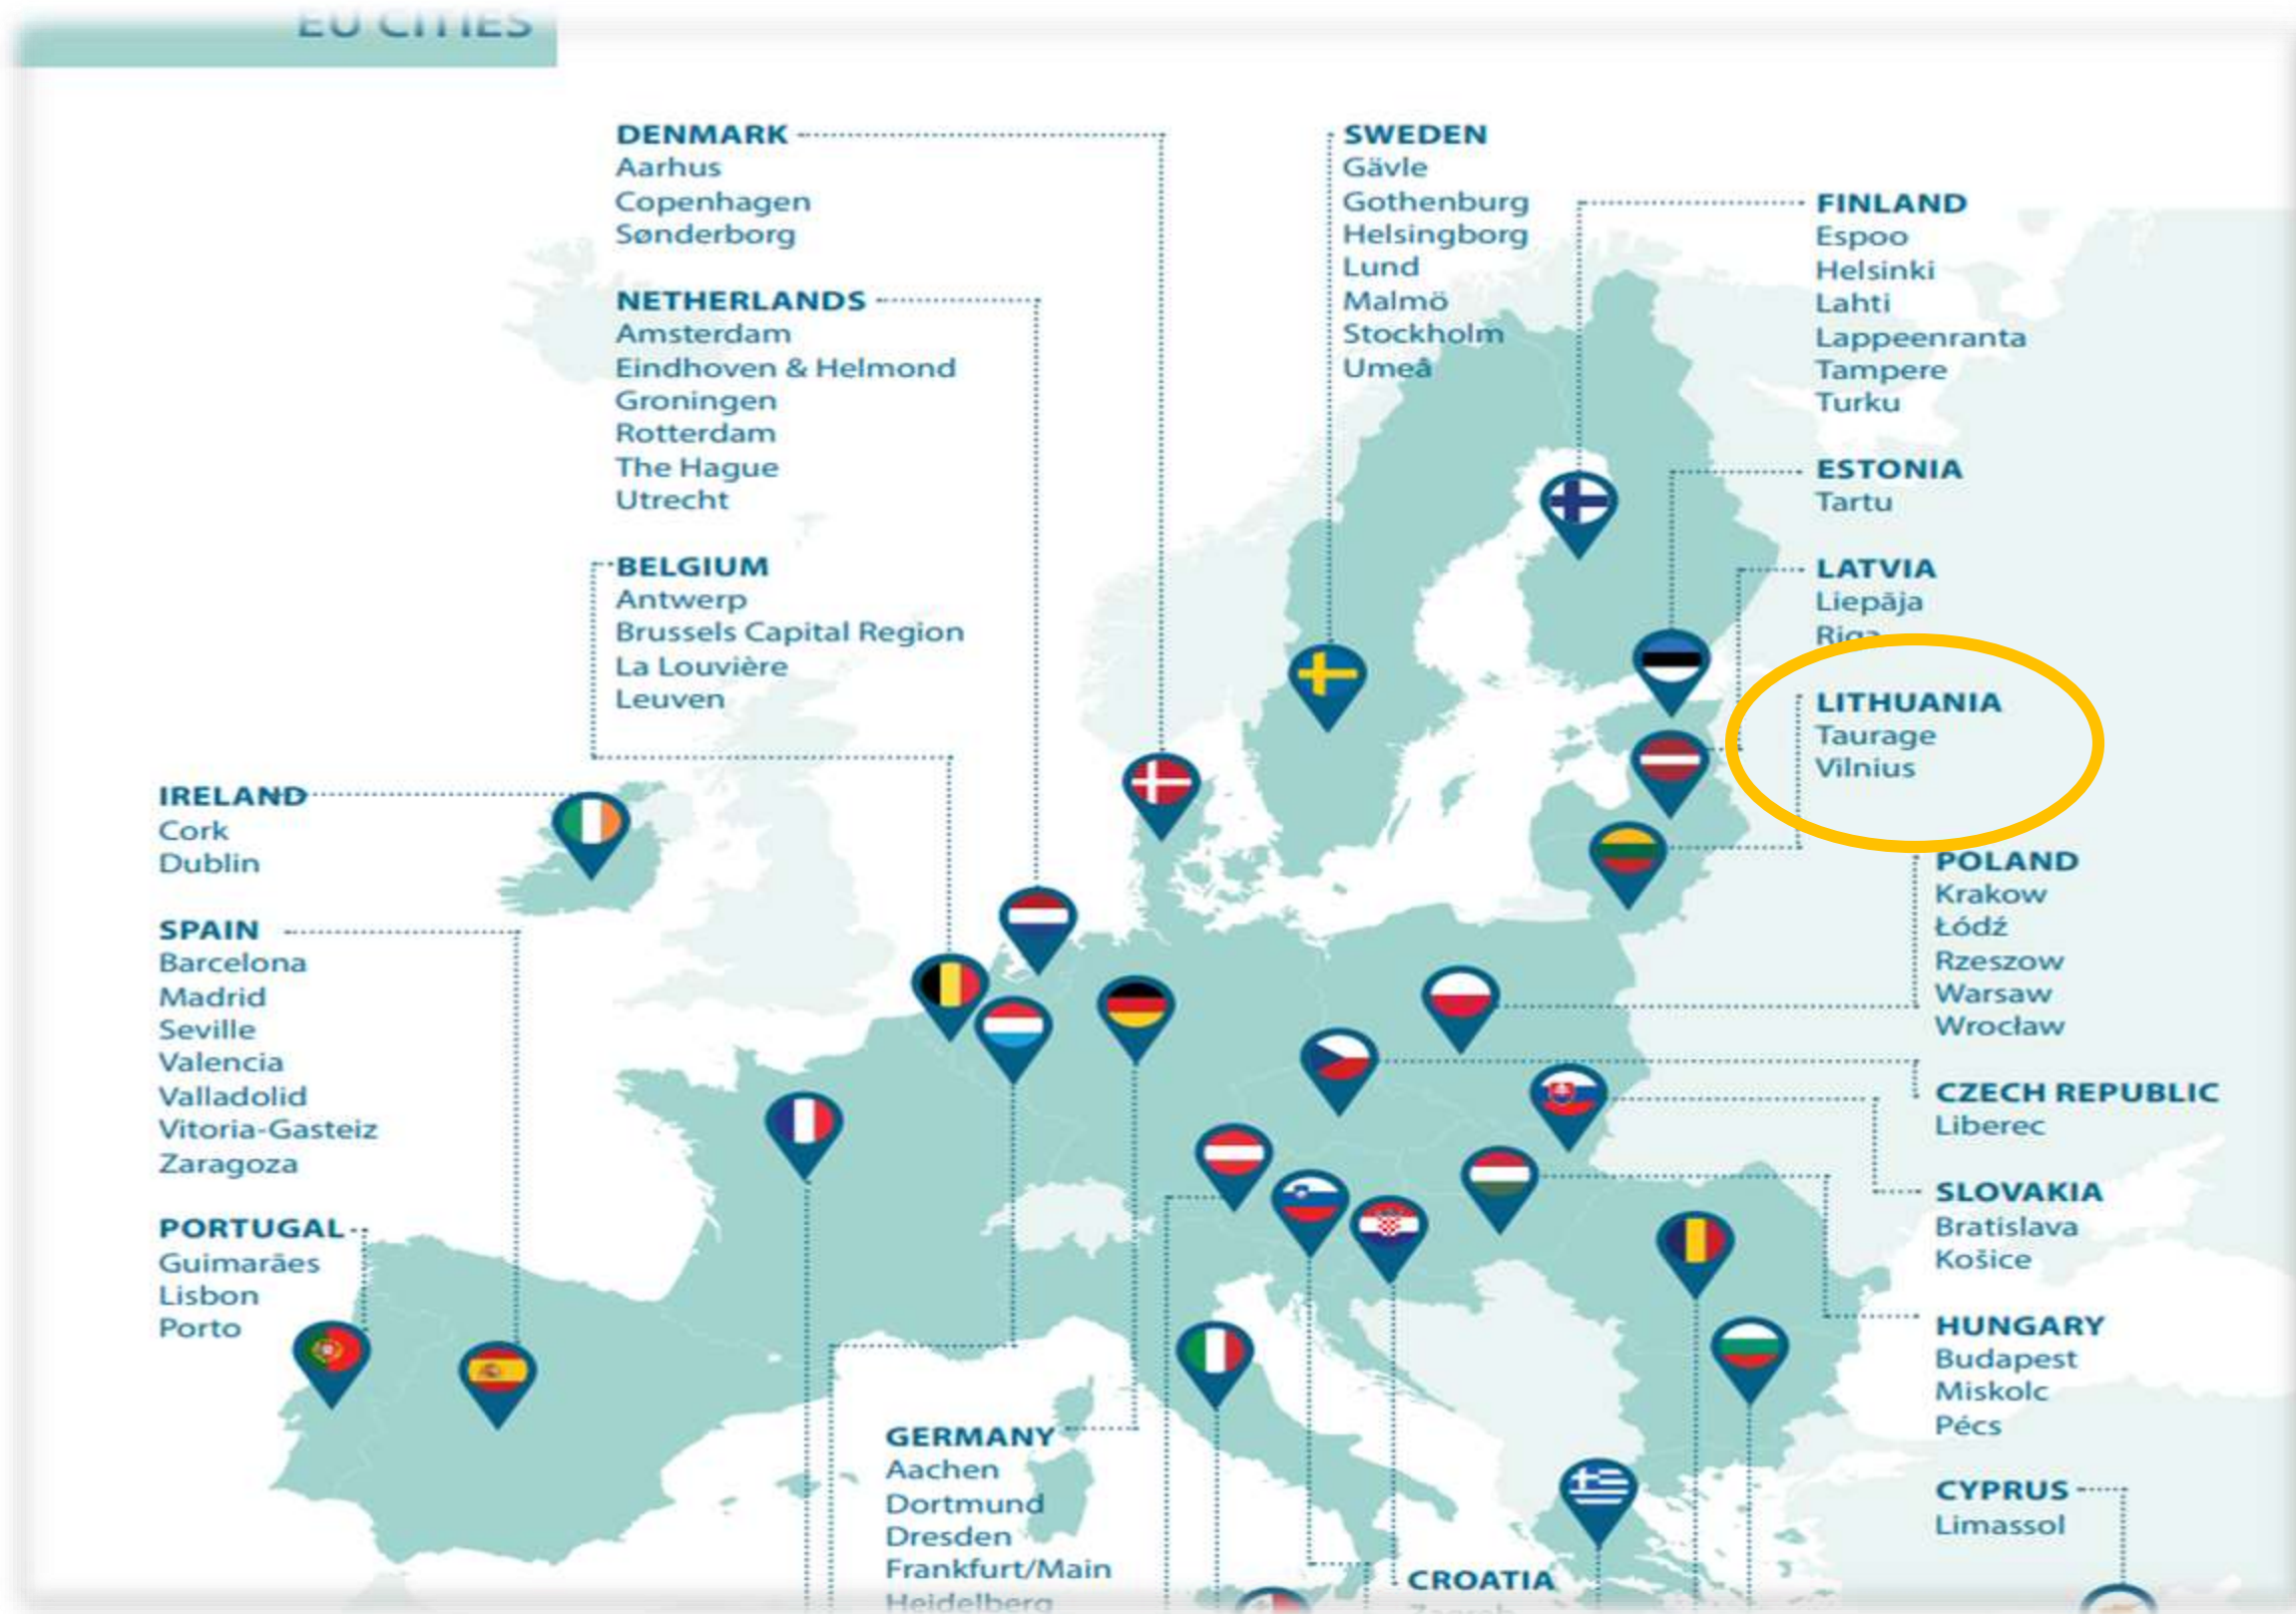 EU CITIES
DENMARK
Aarhus
Copenhagen
Sønderborg
NETHERLANDS
Amsterdam
Eindhoven & Helmond
Groningen
Rotterdam
The Hague
Utrecht
BELGIUM
Antwerp
Brussels Capital Region
La Louvière
Leuven
IRELAND
Cork
Dublin
SPAIN
Barcelona
Madrid
Seville
Valencia
Valladolid
Vitoria-Gasteiz
Zaragoza
PORTUGAL
Guimarães
Lisbon
Porto
SWEDEN
Gävle
Gothenburg
Helsingborg
Lund
Malmö
Stockholm
Umeå
FINLAND
Espoo
Helsinki
Lahti
Lappeenranta
Tampere
Turku
ESTONIA
Tartu
LATVIA
Liepāja
Riga
LITHUANIA
Taurage
Vilnius
POLAND
Krakow
Łódź
Rzeszow
Warsaw
Wrocław
CZECH REPUBLIC
Liberec
SLOVAKIA
Bratislava
Košice
HUNGARY
Budapest
Miskolc
Pécs
CYPRUS
Limassol
GERMANY
Aachen
Dortmund
Dresden
Frankfurt/Main
Heidelberg
CROATIA